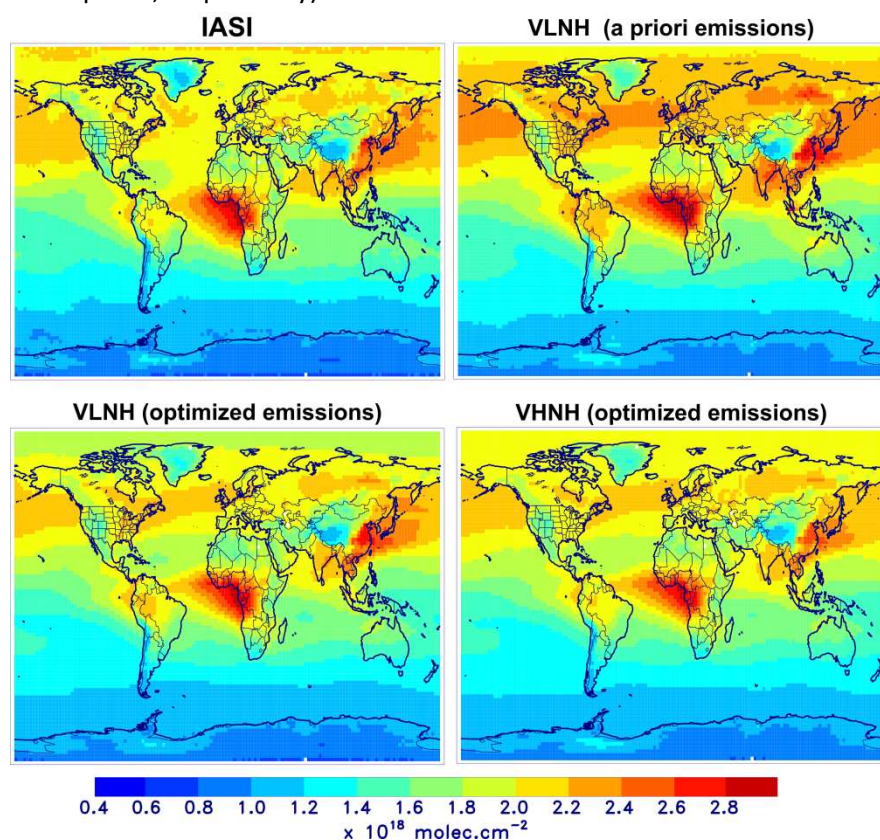 IASI
VLNH (a priori emissions)
VLNH (optimized emissions)
VHNH (optimized emissions)
0.4 0.6 0.8 1.0 1.2 1.4 1.6 1.8 2.0 2.2 2.4 2.6 2.8
x 10¹⁸ molec.cm⁻²